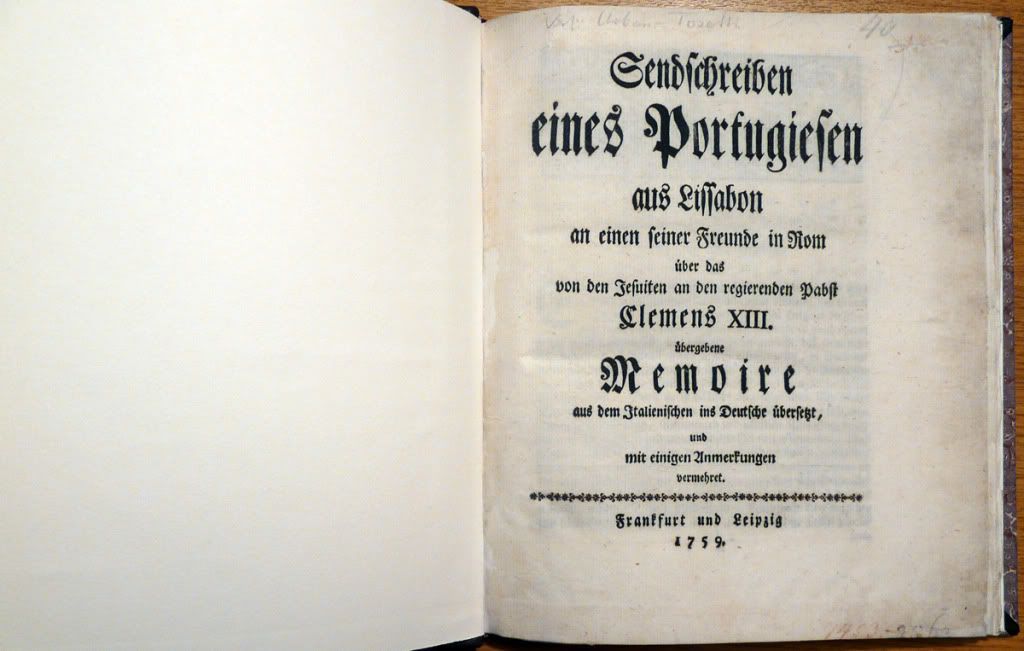 40
Sendſchreiben
eines Portugieſen
aus Liſſabon
an einen ſeiner Freunde in Rom
über das
von den Jeſuiten an den regierenden Pabſt
Clemens XIII.
übergebene
Memoire
aus dem Italieniſchen ins Deutſche überſetzt,
und
mit einigen Anmerkungen
vermehret.
Frankfurt und Leipzig
1759.